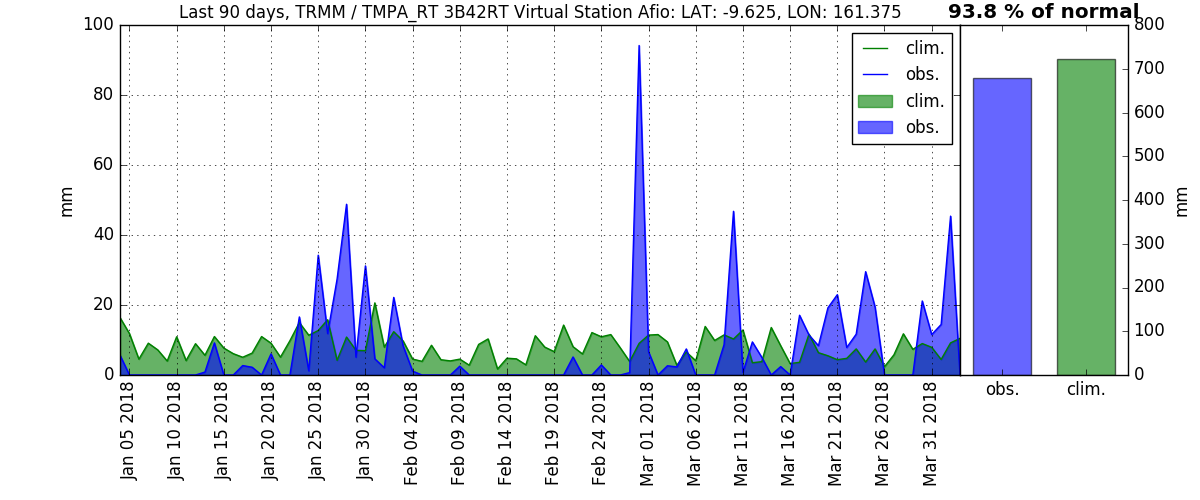 Last 90 days, TRMM / TMPA_RT 3B42RT Virtual Station Afio: LAT: -9.625, LON: 161.375
93.8 % of normal
100
80
60
40
20
0
mm
clim.
obs.
clim.
obs.
800
700
600
500
400
300
200
100
0
mm
obs.
clim.
Jan 05 2018
Jan 10 2018
Jan 15 2018
Jan 20 2018
Jan 25 2018
Jan 30 2018
Feb 04 2018
Feb 09 2018
Feb 14 2018
Feb 19 2018
Feb 24 2018
Mar 01 2018
Mar 06 2018
Mar 11 2018
Mar 16 2018
Mar 21 2018
Mar 26 2018
Mar 31 2018